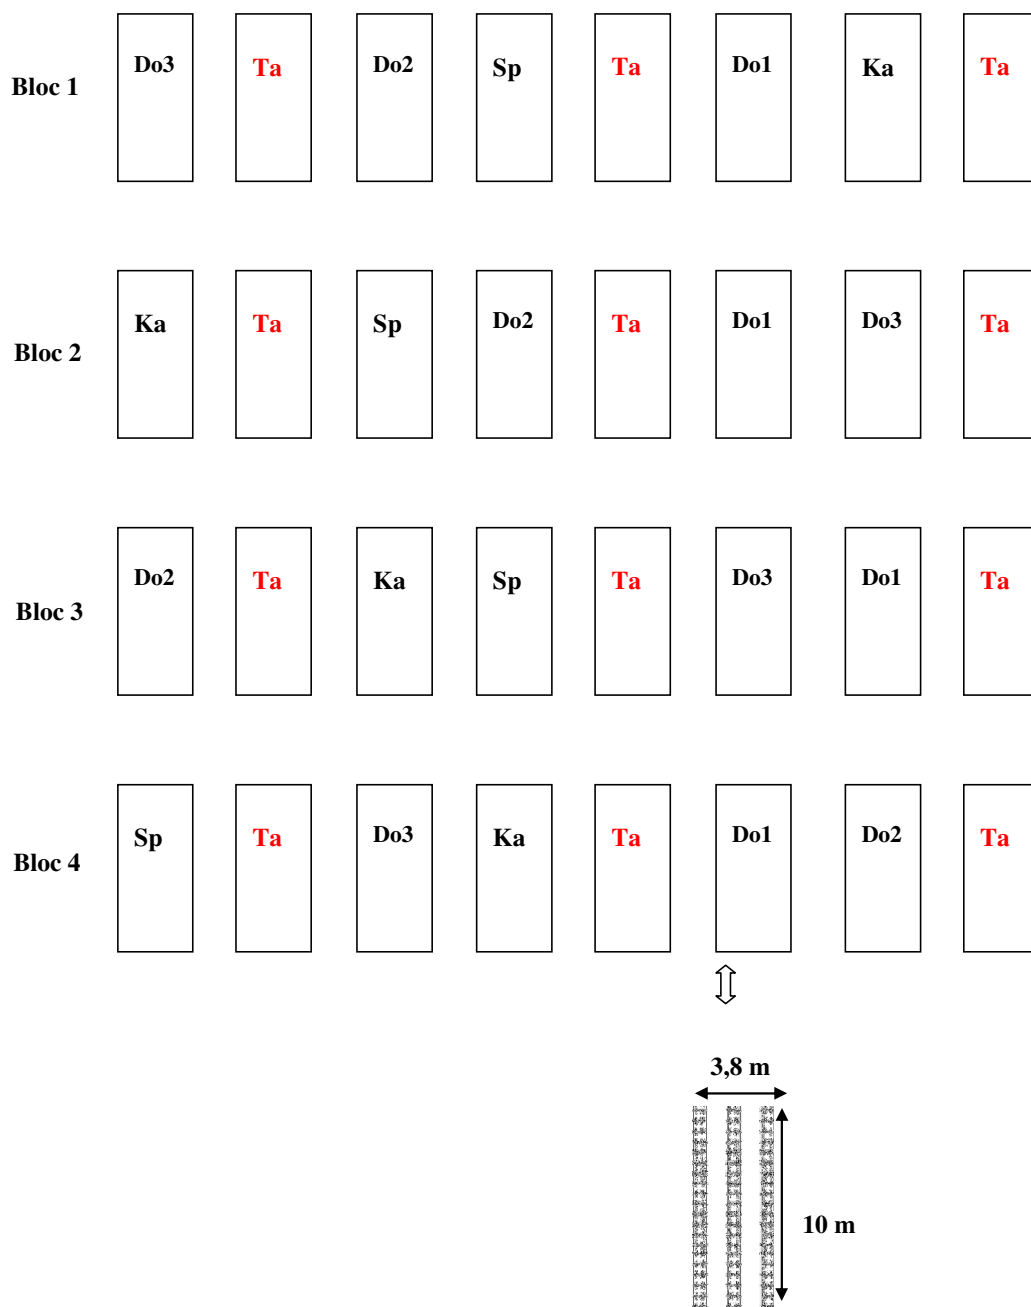 Bloc 1 Do3 Ta Do2 Sp Ta Do1 Ka Ta
Bloc 2 Ka Ta Sp Do2 Ta Do1 Do3 Ta
Bloc 3 Do2 Ta Ka Sp Ta Do3 Do1 Ta
Bloc 4 Sp Ta Do3 Ka Ta Do1 Do2 Ta
3,8 m
10 m